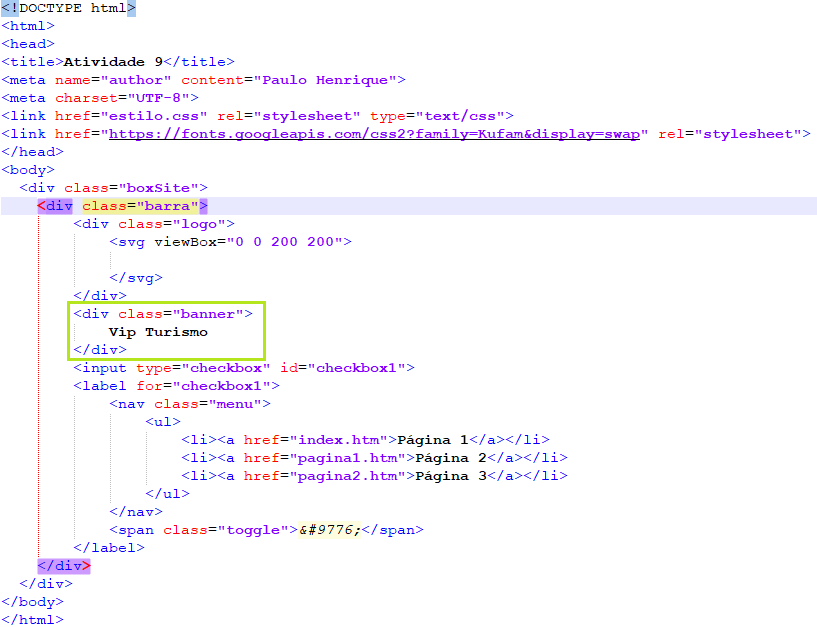 <!DOCTYPE html>
<html>
<head>
<title>Atividade 9</title>
<meta name="author" content="Paulo Henrique">
<meta charset="UTF-8">
<link href="estilo.css" rel="stylesheet" type="text/css">
<link href="https://fonts.googleapis.com/css2?family=Kufam&display=swap" rel="stylesheet">
</head>
<body>
<div class="boxSite">
<div class="barra">
<div class="logo">
<svg viewBox="0 0 200 200">
</svg>
</div>
<div class="banner">
Vip Turismo
</div>
<input type="checkbox" id="checkbox1">
<label for="checkbox1">
<nav class="menu">
<ul>
<li><a href="index.htm">Página 1</a></li>
<li><a href="pagina1.htm">Página 2</a></li>
<li><a href="pagina2.htm">Página 3</a></li>
</ul>
</nav>
<span class="toggle">&#9776;</span>
</label>
</div>
</div>
</body>
</html>